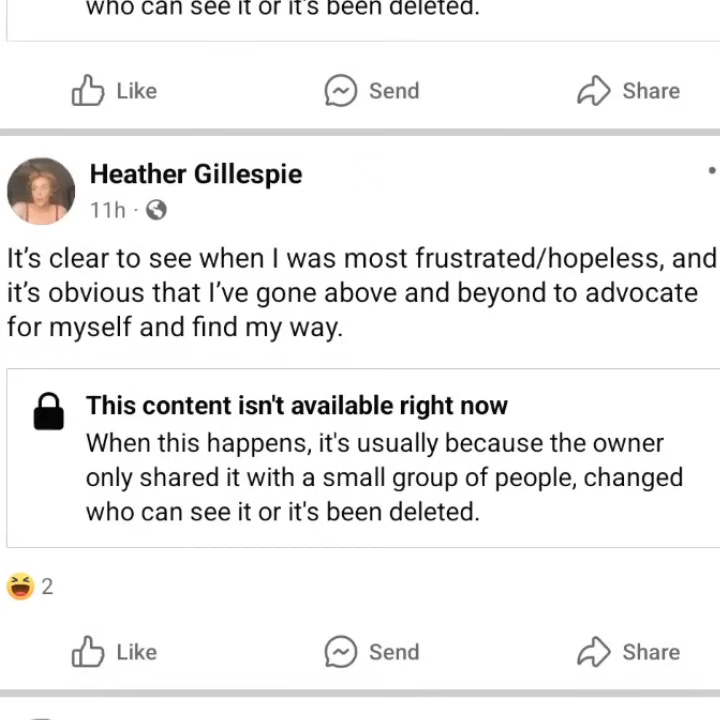 who can see it or it's been deleted.
Like
Send
Share
Heather Gillespie
11h ·
It's clear to see when I was most frustrated/hopeless, and
it's obvious that I've gone above and beyond to advocate
for myself and find my way.
This content isn't available right now
When this happens, it's usually because the owner
only shared it with a small group of people, changed
who can see it or it's been deleted.
2
Like
Send
Share